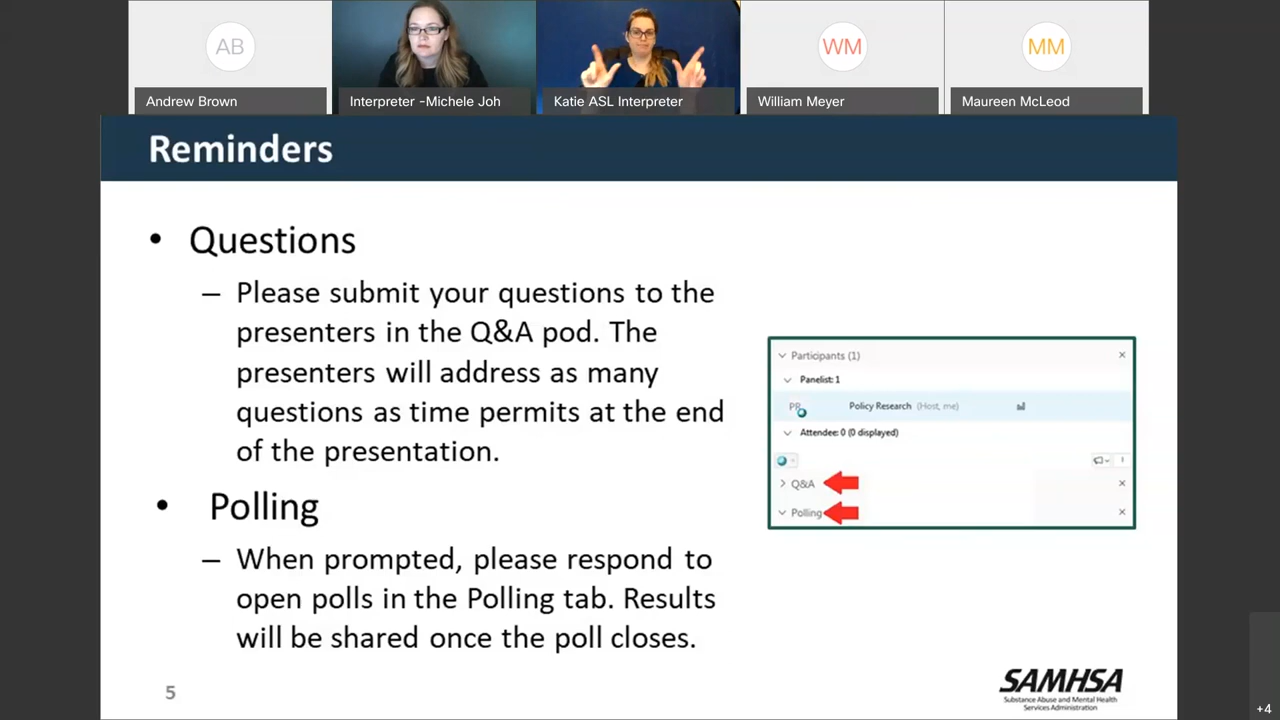 AB
WM
MM
Andrew Brown
Interpreter -Michele Joh
Katie ASL Interpreter
William Meyer
Maureen McLeod
Reminders
• Questions
– Please submit your questions to the
presenters in the Q&A pod. The
presenters will address as many
questions as time permits at the end
of the presentation.
• Polling
– When prompted, please respond to
open polls in the Polling tab. Results
will be shared once the poll closes.
Participants (1)
Panelist: 1
PR
Policy Research (Host, me)
Attendee: 0 (0 displayed)
Q&A
Polling
5
SAMHSA
Substance Abuse and Mental Health
Services Administration
+4